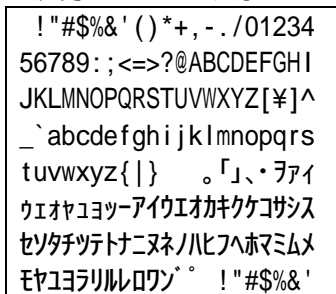 !"#$%&'()*+,-./01234
56789:;<=>?@ABCDEFGHI
JKLMNOPQRSTUVWXYZ[¥]^
_`abcdefghijklmnopqrs
tuvwxyz{|} 。「」、・ヲァィ
ゥェォャュョッーアイウエオカキクケコサシス
セソタチツテトナニヌネノハヒフヘホマミムメ
モヤユヨラリルレロワン゙゚ !"#$%&'